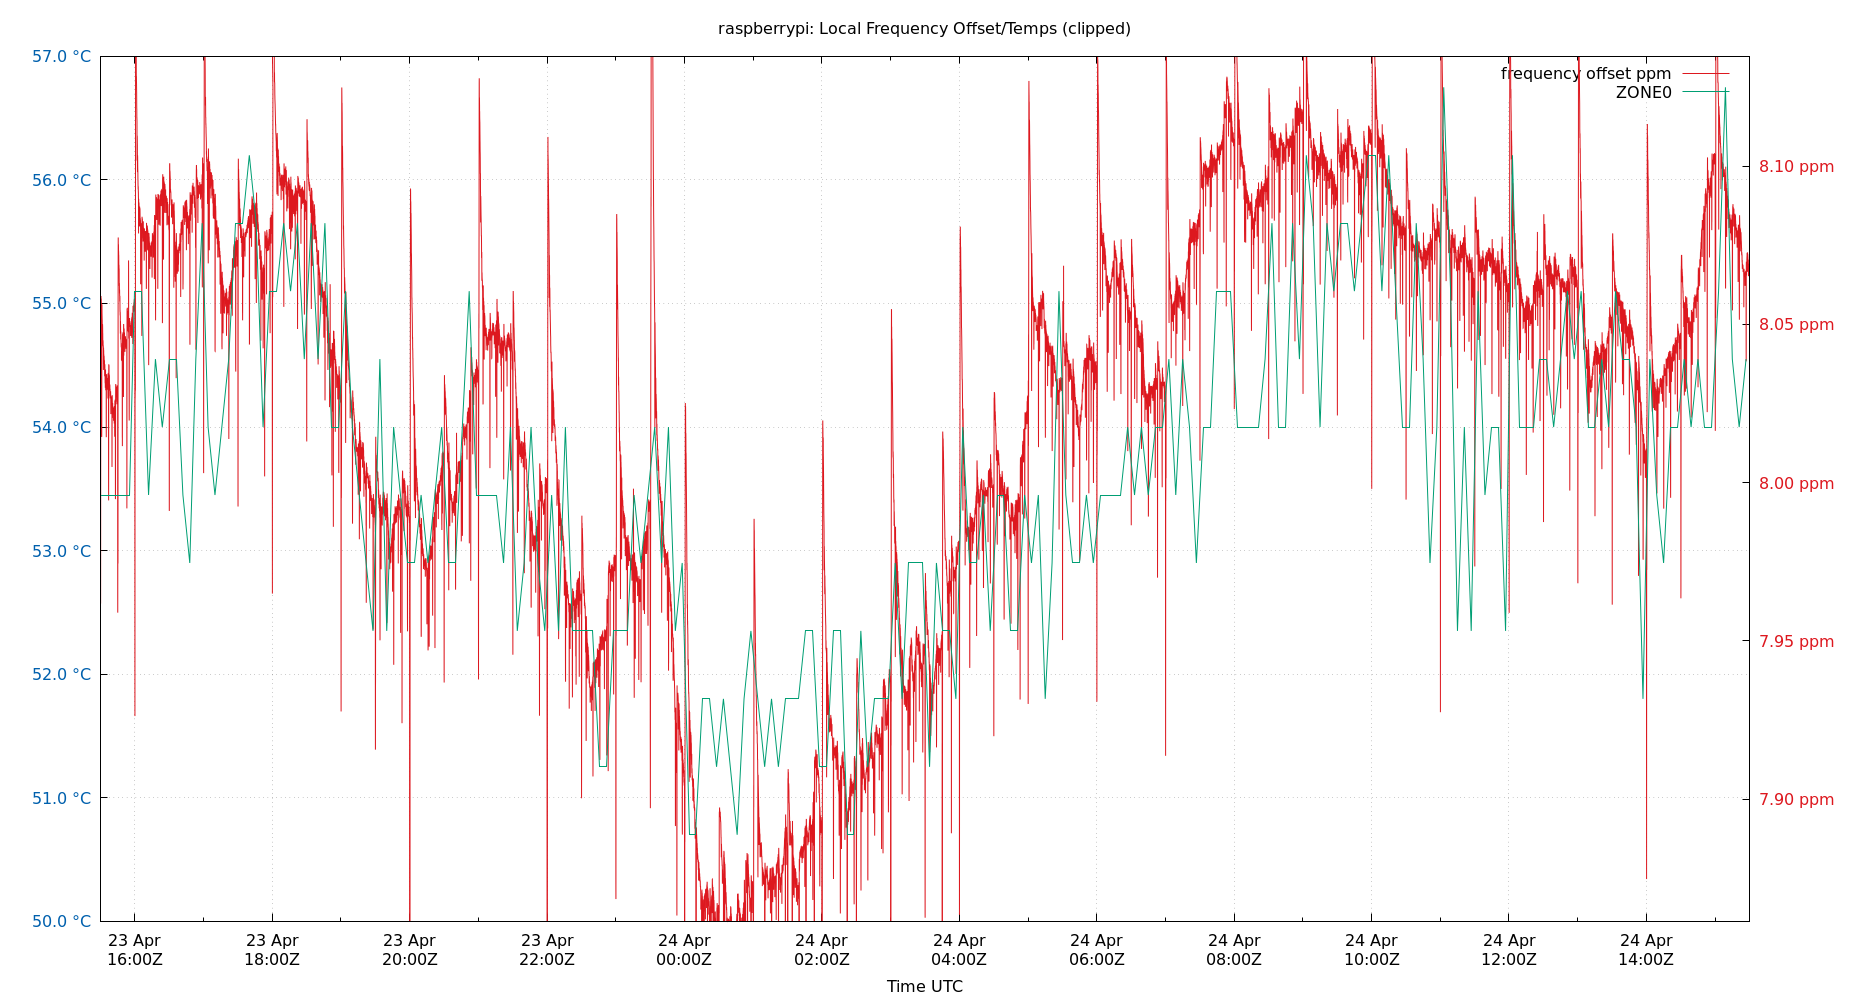 raspberrypi: Local Frequency Offset/Temps (clipped)
57.0 °C
56.0 °C
55.0 °C
54.0 °C
53.0 °C
52.0 °C
51.0 °C
50.0 °C
frequency offset ppm
ZONE0
8.10 ppm
8.05 ppm
8.00 ppm
7.95 ppm
7.90 ppm
23 Apr 23 Apr 23 Apr 23 Apr 24 Apr 24 Apr 24 Apr 24 Apr 24 Apr 24 Apr 24 Apr 24 Apr
16:00Z 18:00Z 20:00Z 22:00Z 00:00Z 02:00Z 04:00Z 06:00Z 08:00Z 10:00Z 12:00Z 14:00Z
Time UTC